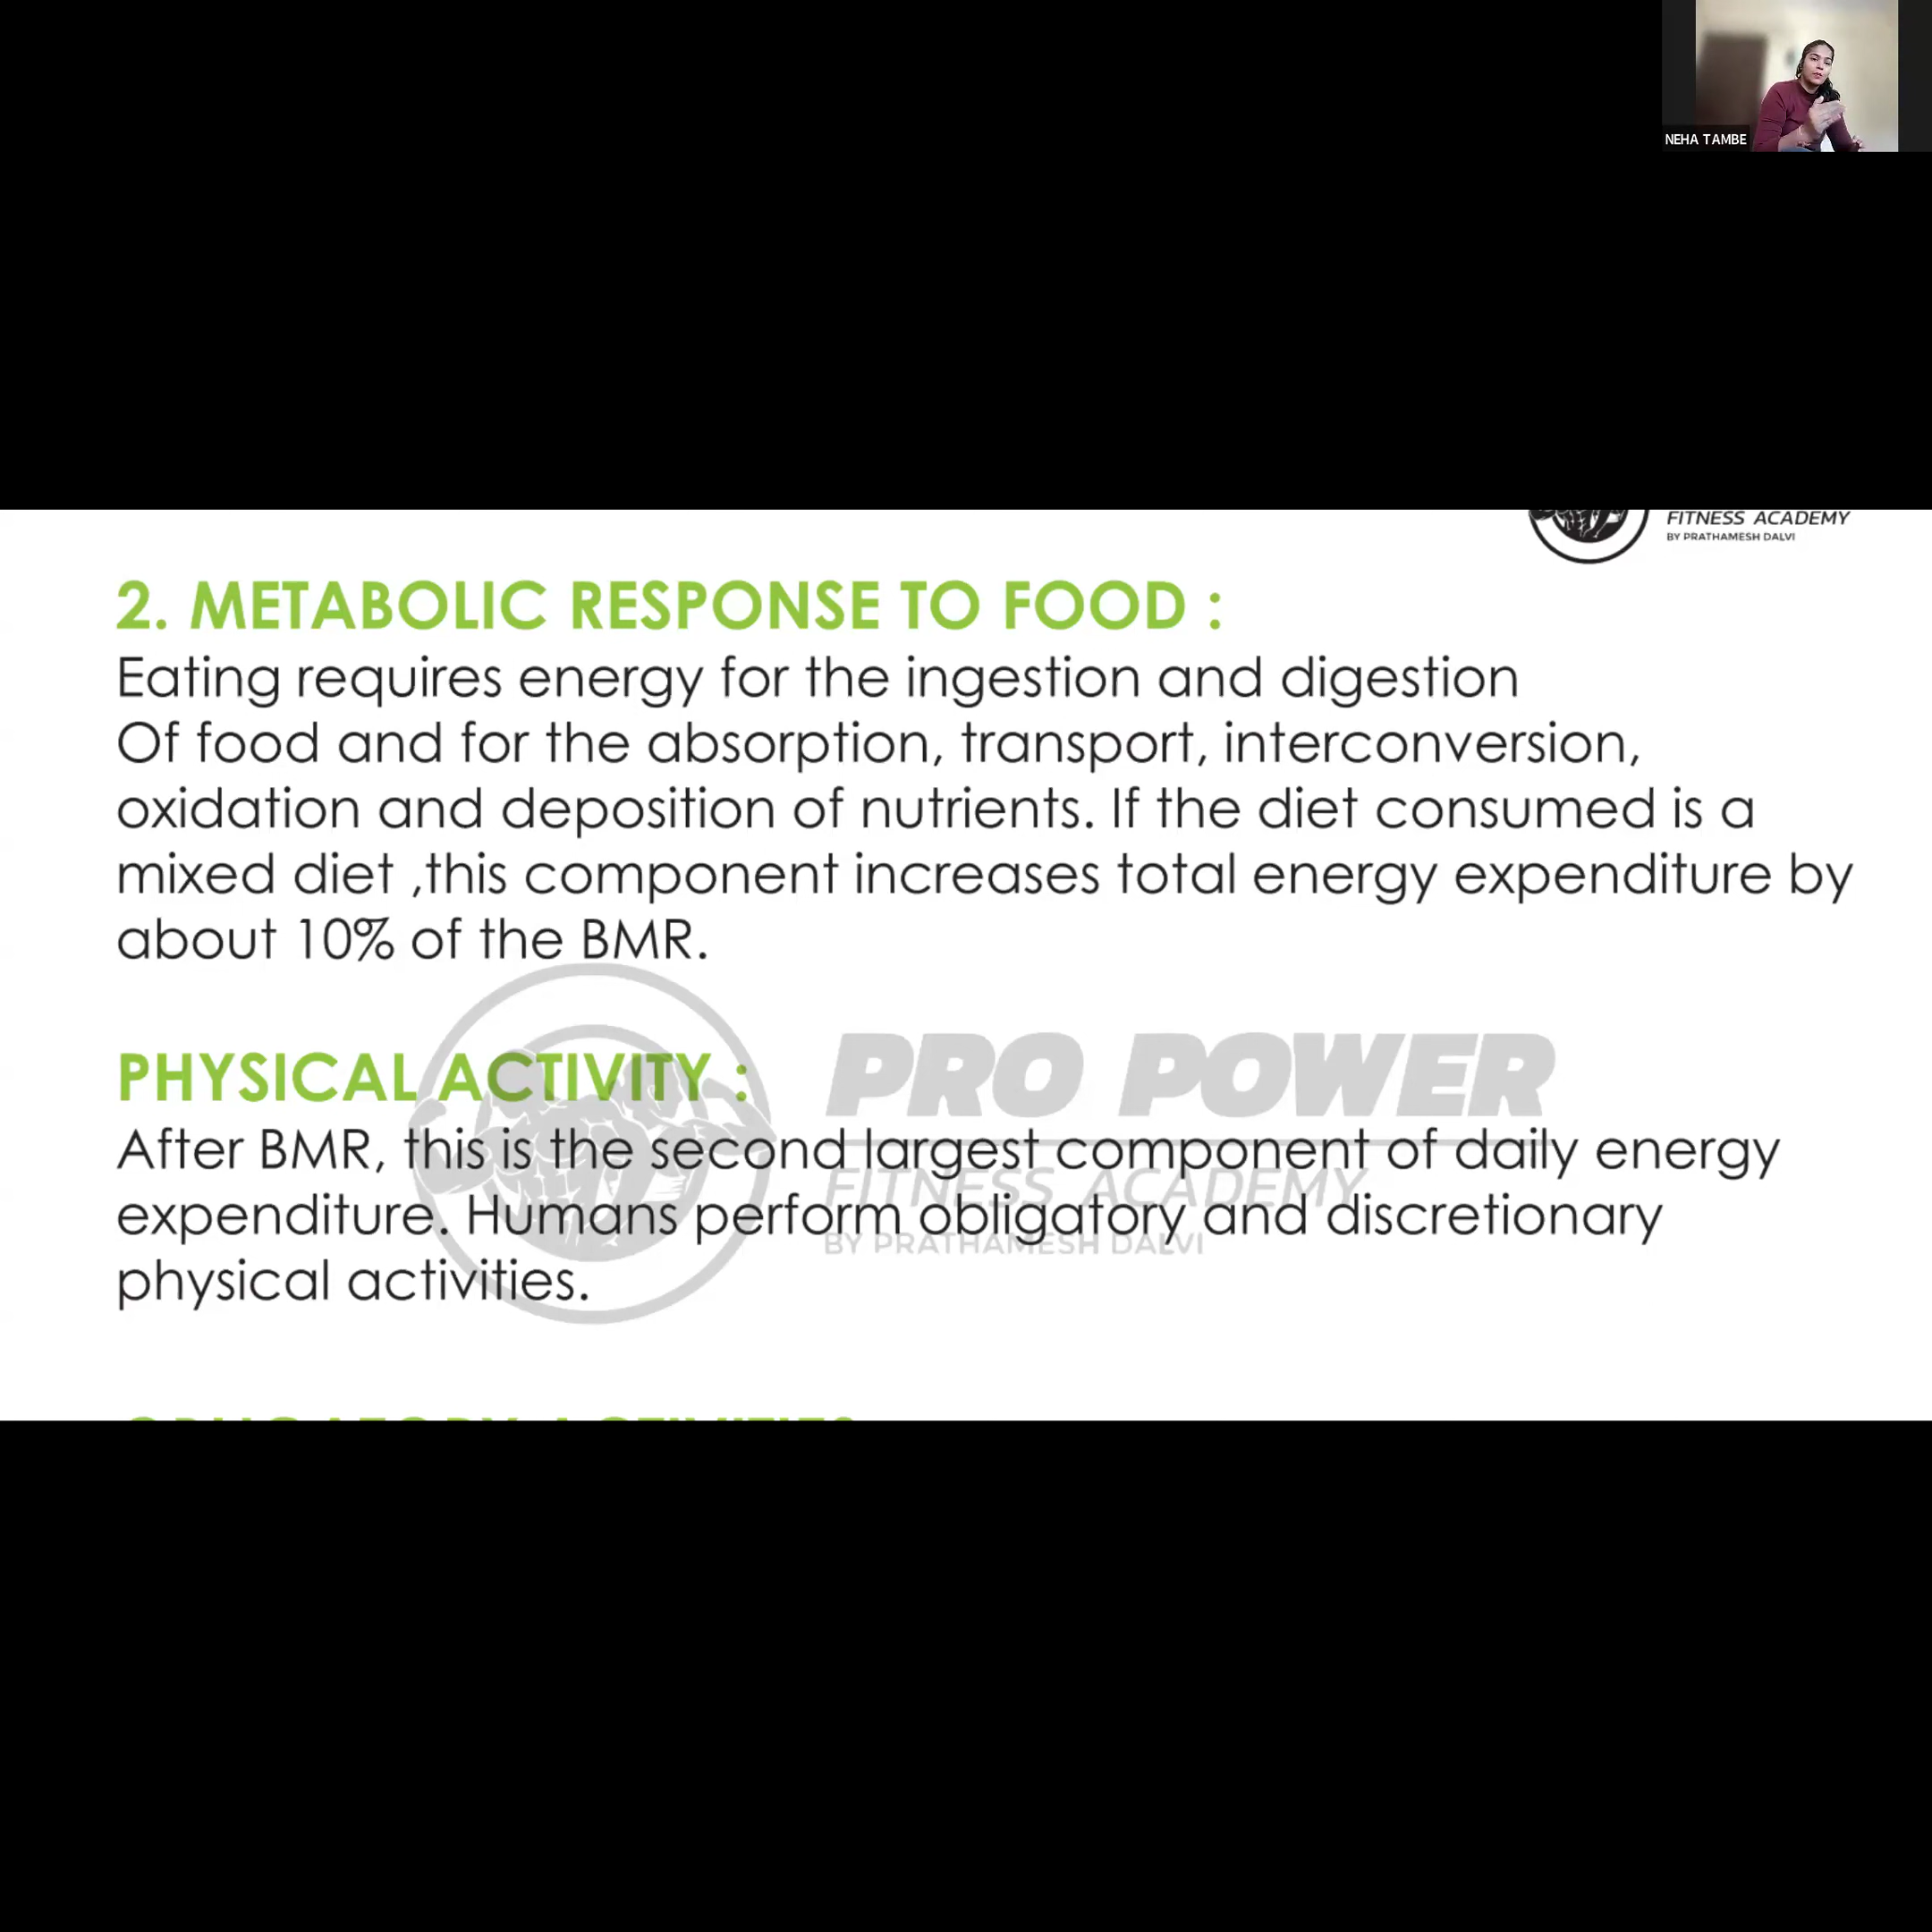 NEHA TAMBE
FITNESS ACADEMY
BY PRATHAMESH DALVI
2. METABOLIC RESPONSE TO FOOD :
Eating requires energy for the ingestion and digestion
Of food and for the absorption, transport, interconversion,
oxidation and deposition of nutrients. If the diet consumed is a
mixed diet ,this component increases total energy expenditure by
about 10% of the BMR.
PHYSICAL ACTIVITY :
PRO POWER
FITNESS ACADEMY
BY PRATHAMESH DALVI
After BMR, this is the second largest component of daily energy
expenditure. Humans perform obligatory and discretionary
physical activities.